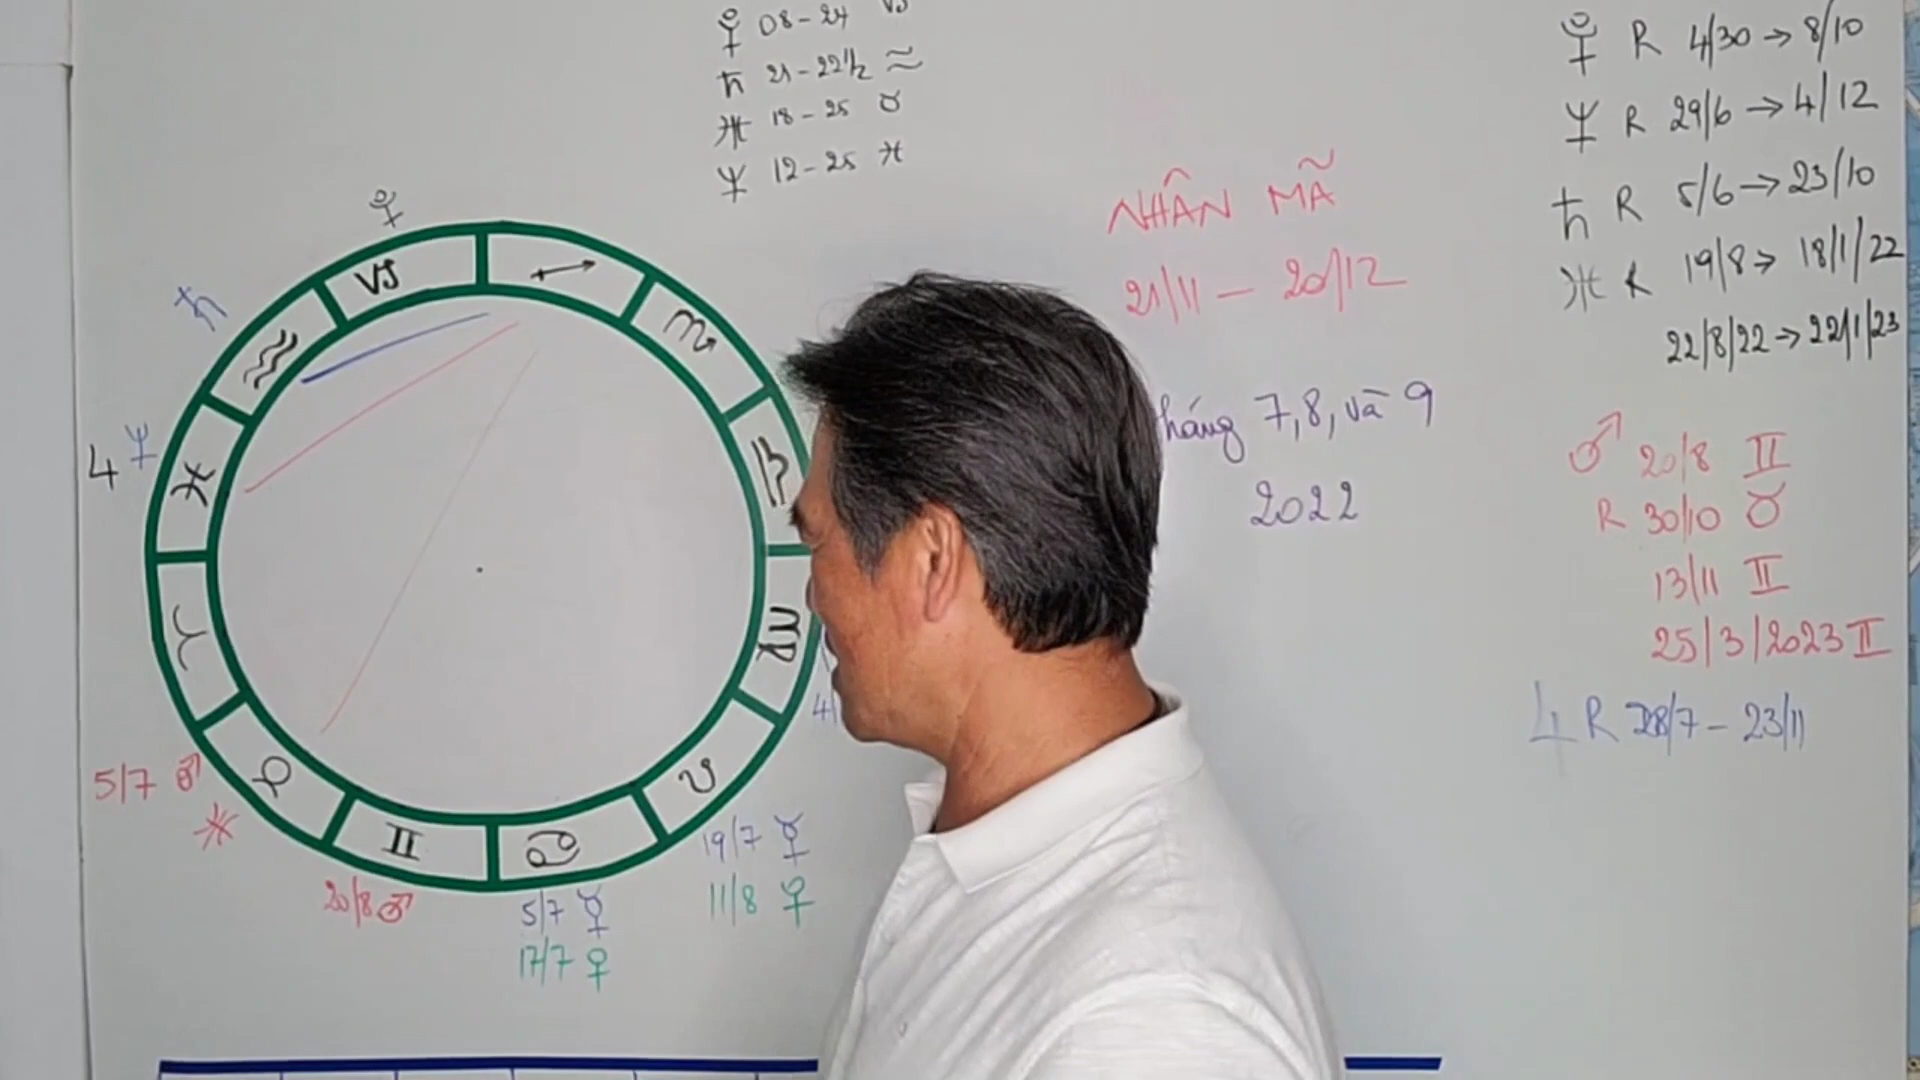 ♇ 08 - 24 ♑
♄ 21 - 22 1/2 ♒
♅ 18 - 25 ♉
♆ 12 - 25 ♓
♇ R 4/30 → 8/10
♆ R 29/6 → 4/12
♄ R 5/6 → 23/10
♅ R 19/8 → 18/1/22
22/8/22 → 22/1/23
NHÂN MÃ
21/11 — 20/12
háng 7, 8, và 9
2022
♂ 20/8 ♊
R 30/10 ♉
13/11 ♊
25/3/2023 ♊
♃ R 28/7 - 23/11
♇
♄
♑ ♐
♒ ♏
♃ ♆
♓ ♎
♈ ♍
♉ ♌
♊ ♋
5/7 ♂
♅
20/8 ♂
5/7 ☿
17/7 ♀
19/7 ☿
11/8 ♀
4/